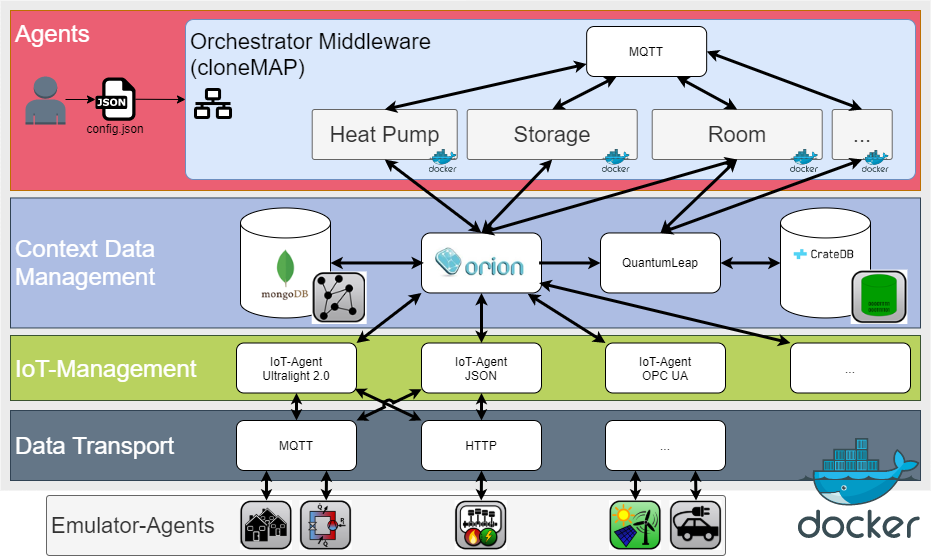 Agents
JSON
config.json
Orchestrator Middleware
(cloneMAP)
MQTT
Heat Pump
docker
Storage
docker
Room
docker
...
docker
Context Data
Management
mongoDB
orion
QuantumLeap
CrateDB
IoT-Management
IoT-Agent
Ultralight 2.0
IoT-Agent
JSON
IoT-Agent
OPC UA
...
Data Transport
MQTT
HTTP
...
Emulator-Agents
docker